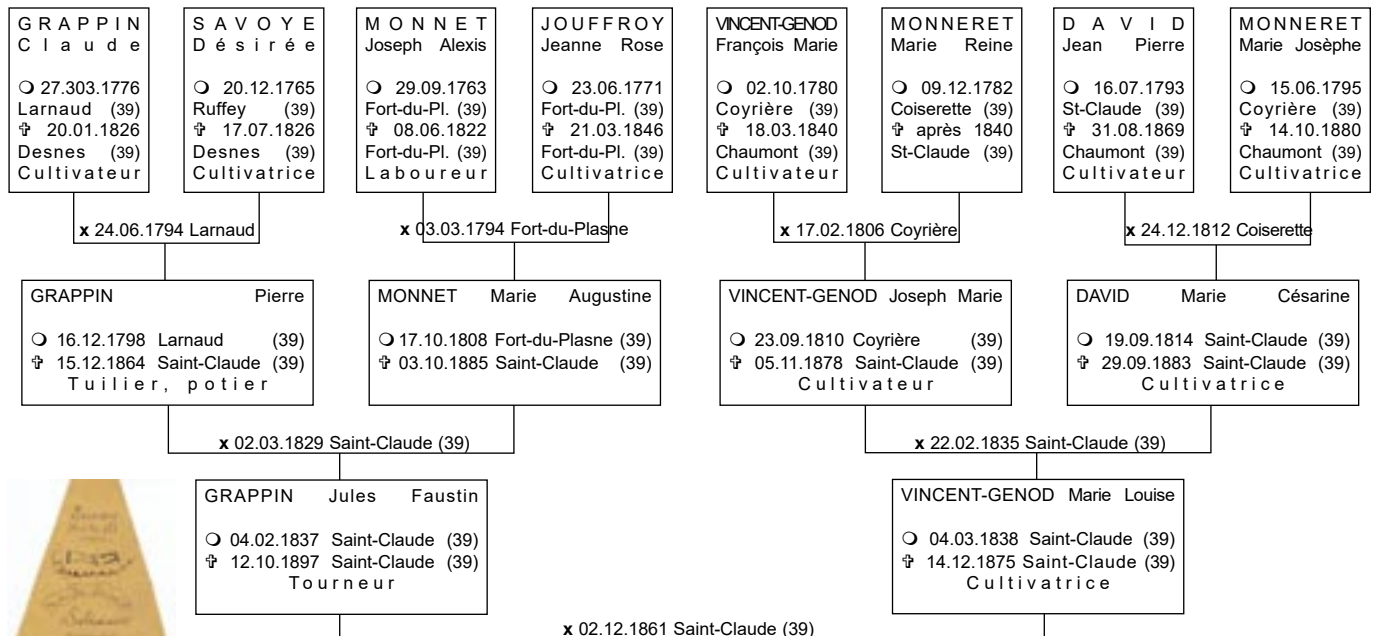 GRAPPIN
Claude
❍ 27.303.1776
Larnaud (39)
✞ 20.01.1826
Desnes (39)
Cultivateur
SAVOYE
Désirée
❍ 20.12.1765
Ruffey (39)
✞ 17.07.1826
Desnes (39)
Cultivatrice
MONNET
Joseph Alexis
❍ 29.09.1763
Fort-du-Pl. (39)
✞ 08.06.1822
Fort-du-Pl. (39)
Laboureur
JOUFFROY
Jeanne Rose
❍ 23.06.1771
Fort-du-Pl. (39)
✞ 21.03.1846
Fort-du-Pl. (39)
Cultivatrice
VINCENT-GENOD
François Marie
❍ 02.10.1780
Coyrière (39)
✞ 18.03.1840
Chaumont (39)
Cultivateur
MONNERET
Marie Reine
❍ 09.12.1782
Coiserette (39)
✞ après 1840
St-Claude (39)
DAVID
Jean Pierre
❍ 16.07.1793
St-Claude (39)
✞ 31.08.1869
Chaumont (39)
Cultivateur
MONNERET
Marie Josèphe
❍ 15.06.1795
Coyrière (39)
✞ 14.10.1880
Chaumont (39)
Cultivatrice
x 24.06.1794 Larnaud
x 03.03.1794 Fort-du-Plasne
x 17.02.1806 Coyrière
x 24.12.1812 Coiserette
GRAPPIN Pierre
❍ 16.12.1798 Larnaud (39)
✞ 15.12.1864 Saint-Claude (39)
Tuilier, potier
MONNET Marie Augustine
❍ 17.10.1808 Fort-du-Plasne (39)
✞ 03.10.1885 Saint-Claude (39)
VINCENT-GENOD Joseph Marie
❍ 23.09.1810 Coyrière (39)
✞ 05.11.1878 Saint-Claude (39)
Cultivateur
DAVID Marie Césarine
❍ 19.09.1814 Saint-Claude (39)
✞ 29.09.1883 Saint-Claude (39)
Cultivatrice
x 02.03.1829 Saint-Claude (39)
x 22.02.1835 Saint-Claude (39)
GRAPPIN Jules Faustin
❍ 04.02.1837 Saint-Claude (39)
✞ 12.10.1897 Saint-Claude (39)
Tourneur
VINCENT-GENOD Marie Louise
❍ 04.03.1838 Saint-Claude (39)
✞ 14.12.1875 Saint-Claude (39)
Cultivatrice
x 02.12.1861 Saint-Claude (39)